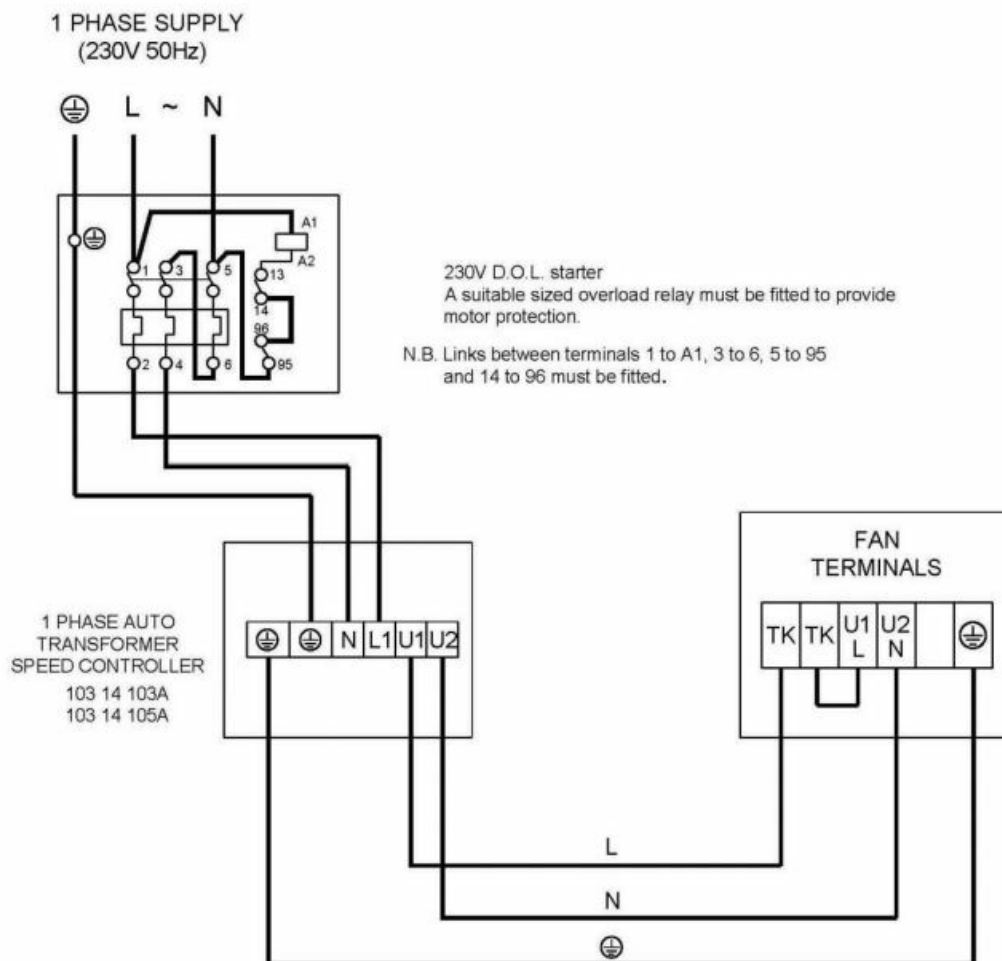 1 PHASE SUPPLY
(230V 50Hz)
L ~ N
A1
A2
1 3 5 13
14
96
2 4 6 95
230V D.O.L. starter
A suitable sized overload relay must be fitted to provide
motor protection.
N.B. Links between terminals 1 to A1, 3 to 6, 5 to 95
and 14 to 96 must be fitted.
1 PHASE AUTO
TRANSFORMER
SPEED CONTROLLER
103 14 103A
103 14 105A
N L1 U1 U2
FAN
TERMINALS
TK TK U1 U2
L N
L
N